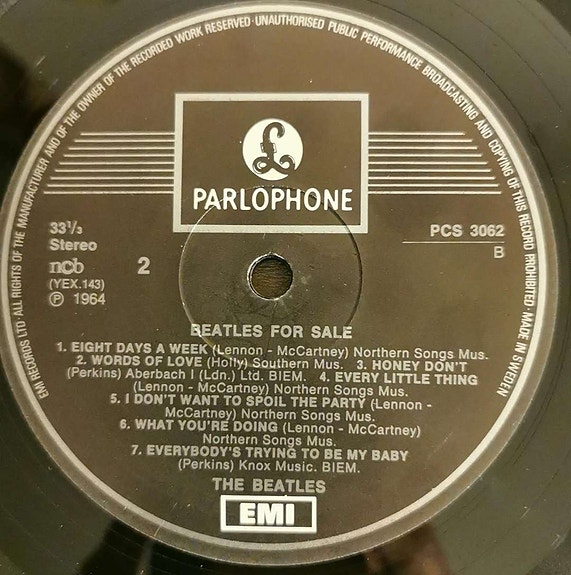 EMI RECORDS LTD · ALL RIGHTS OF THE MANUFACTURER AND OF THE OWNER OF THE RECORDED WORK RESERVED · UNAUTHORISED PUBLIC PERFORMANCE BROADCASTING AND COPYING OF THIS RECORD PROHIBITED · MADE IN SWEDEN
£
PARLOPHONE
33 1/3
Stereo
ncb
(YEX.143)
Ⓟ 1964
2
PCS 3062
B
BEATLES FOR SALE
1. EIGHT DAYS A WEEK (Lennon - McCartney) Northern Songs Mus.
2. WORDS OF LOVE (Holly) Southern Mus. 3. HONEY DON'T
(Perkins) Aberbach I (Ldn.) Ltd. BIEM. 4. EVERY LITTLE THING
(Lennon - McCartney) Northern Songs Mus.
5. I DON'T WANT TO SPOIL THE PARTY (Lennon -
McCartney) Northern Songs Mus.
6. WHAT YOU'RE DOING (Lennon - McCartney)
Northern Songs Mus.
7. EVERYBODY'S TRYING TO BE MY BABY
(Perkins) Knox Music. BIEM.
THE BEATLES
EMI